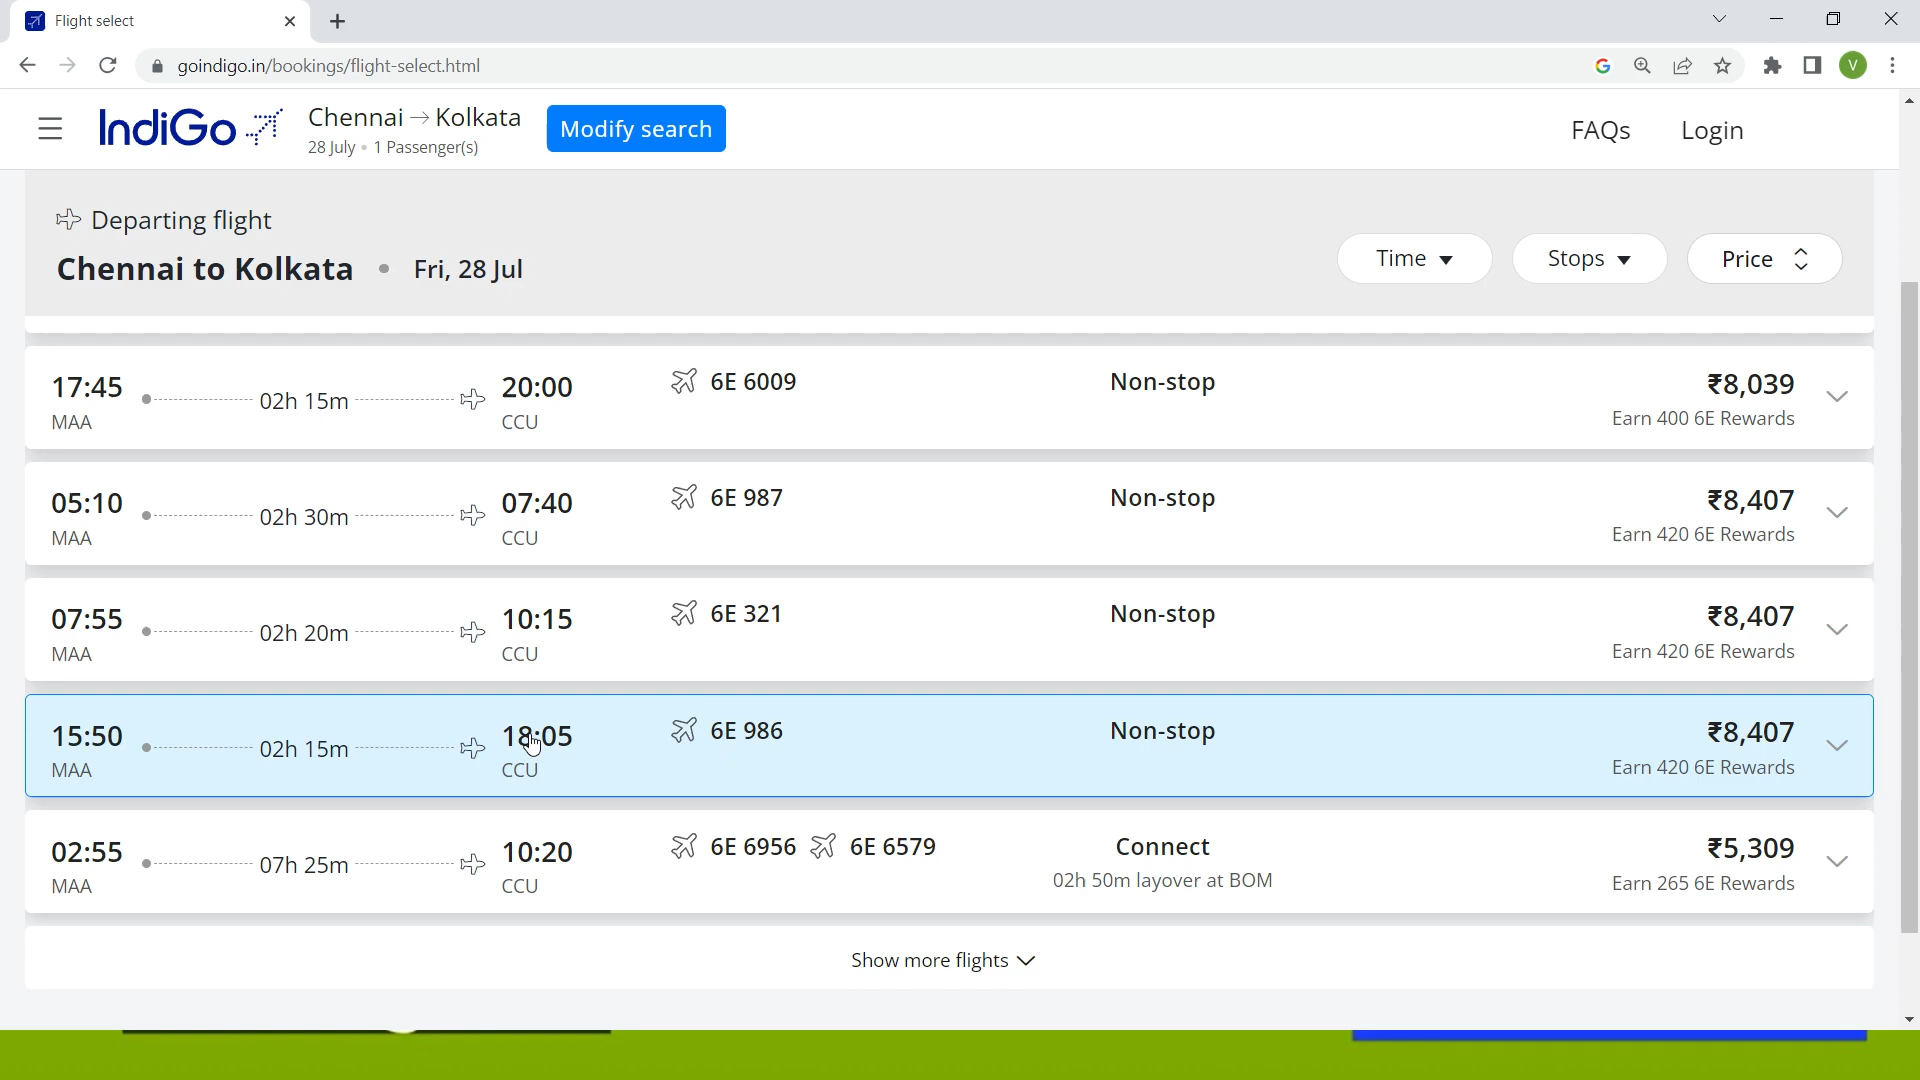 Flight select
goindigo.in/bookings/flight-select.html
V
IndiGo
Chennai → Kolkata
28 July • 1 Passenger(s)
Modify search
FAQs
Login
Departing flight
Chennai to Kolkata • Fri, 28 Jul
Time
Stops
Price
17:45 02h 15m 20:00 6E 6009 Non-stop ₹8,039
MAA CCU Earn 400 6E Rewards
05:10 02h 30m 07:40 6E 987 Non-stop ₹8,407
MAA CCU Earn 420 6E Rewards
07:55 02h 20m 10:15 6E 321 Non-stop ₹8,407
MAA CCU Earn 420 6E Rewards
15:50 02h 15m 18:05 6E 986 Non-stop ₹8,407
MAA CCU Earn 420 6E Rewards
02:55 07h 25m 10:20 6E 6956 6E 6579 Connect ₹5,309
MAA CCU 02h 50m layover at BOM Earn 265 6E Rewards
Show more flights